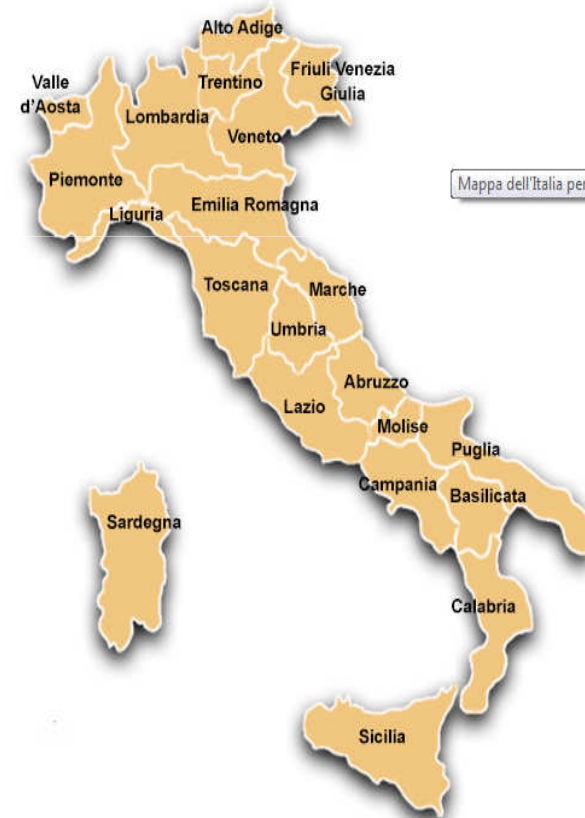 Alto Adige
Valle
d'Aosta
Trentino
Friuli Venezia
Giulia
Lombardia
Veneto
Piemonte
Mappa dell'Italia per
Liguria
Emilia Romagna
Toscana
Marche
Umbria
Abruzzo
Lazio
Molise
Puglia
Campania
Basilicata
Sardegna
Calabria
Sicilia